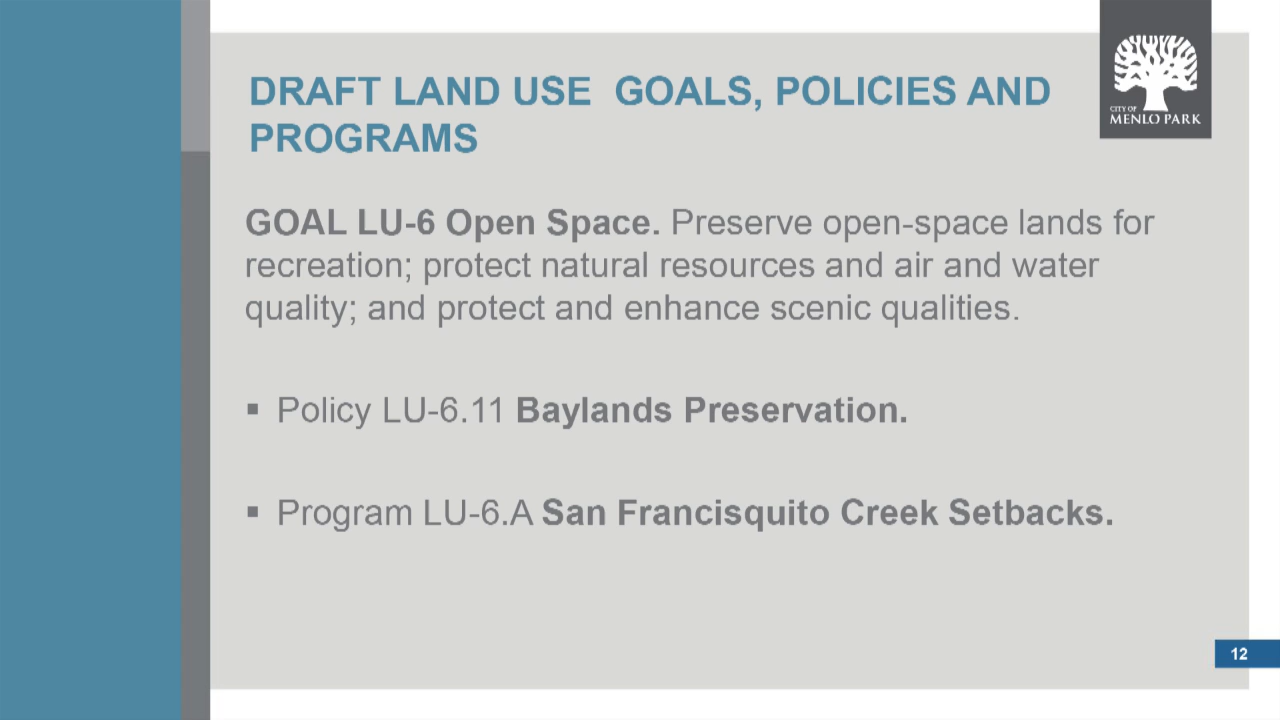 DRAFT LAND USE GOALS, POLICIES AND
PROGRAMS
CITY OF
MENLO PARK
GOAL LU-6 Open Space. Preserve open-space lands for
recreation; protect natural resources and air and water
quality; and protect and enhance scenic qualities.
▪ Policy LU-6.11 Baylands Preservation.
▪ Program LU-6.A San Francisquito Creek Setbacks.
12